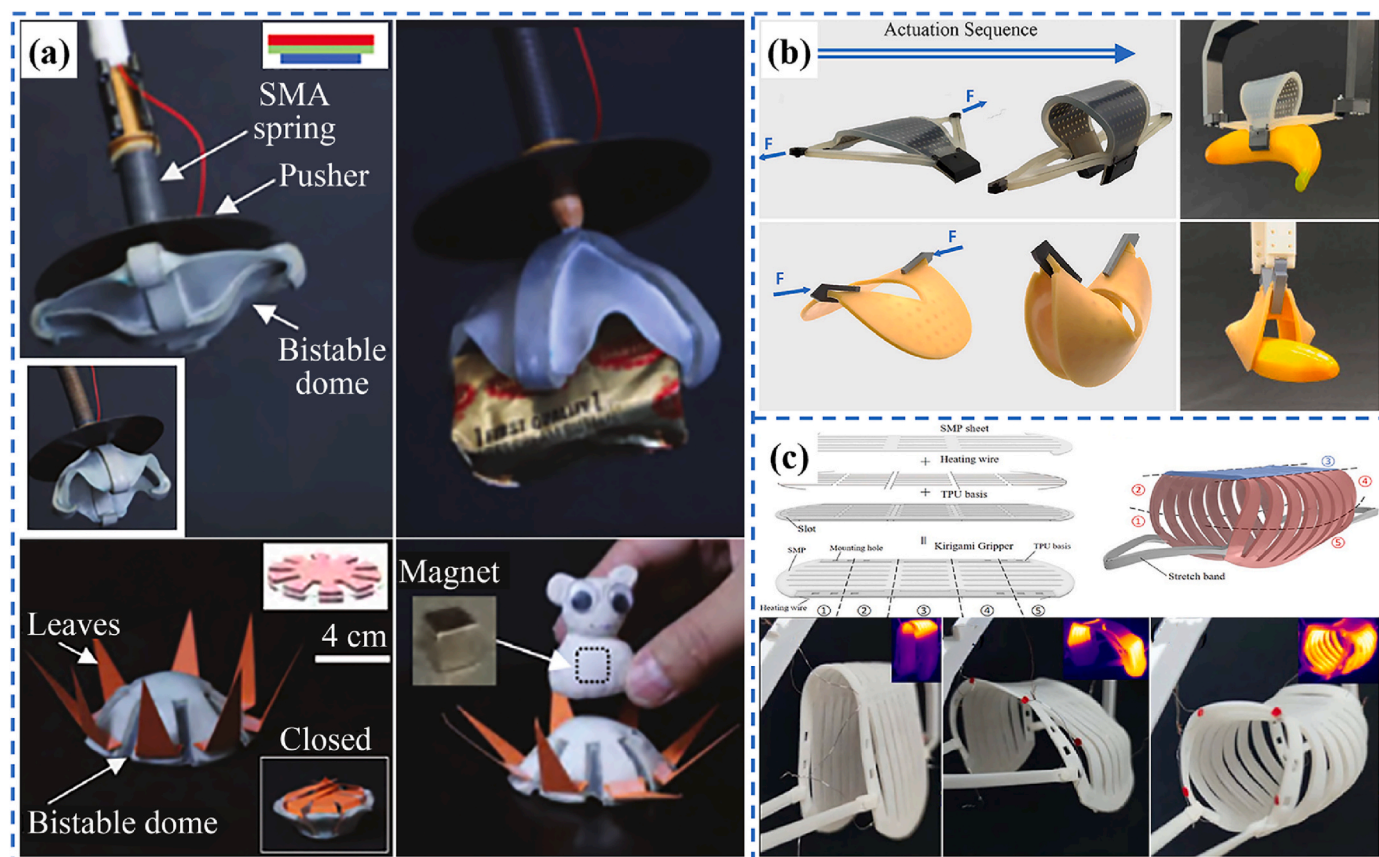 (a)
SMA
spring
Pusher
Bistable
dome
Leaves
4 cm
Closed
Bistable dome
Magnet
(b)
Actuation Sequence
F
F
F
F
(c)
SMP sheet
+ Heating wire
+ TPU basis
Slot
= Kirigami Gripper
SMP
Mounting hole
TPU basis
Heating wire
① ② ③ ④ ⑤
③
② ④
① ⑤
Stretch band